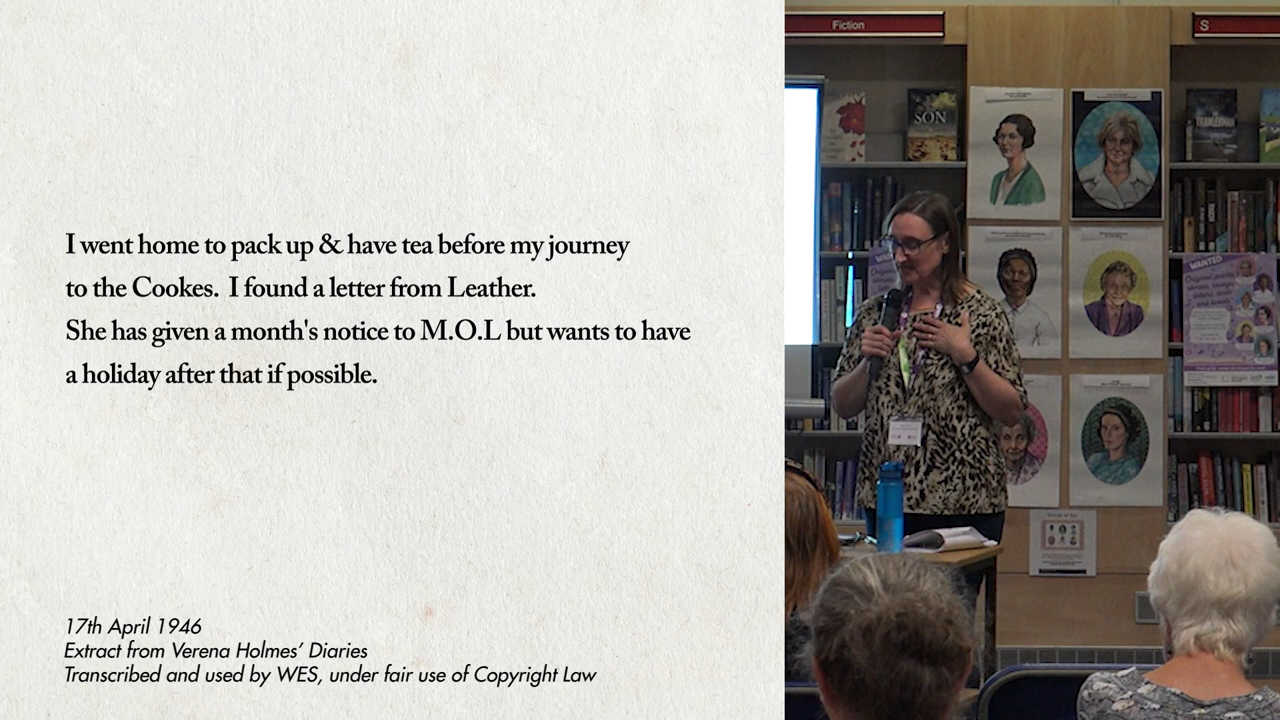 I went home to pack up & have tea before my journey
to the Cookes.  I found a letter from Leather.
She has given a month's notice to M.O.L but wants to have
a holiday after that if possible.
17th April 1946
Extract from Verena Holmes’ Diaries
Transcribed and used by WES, under fair use of Copyright Law
Fiction
S
SON
WANTED